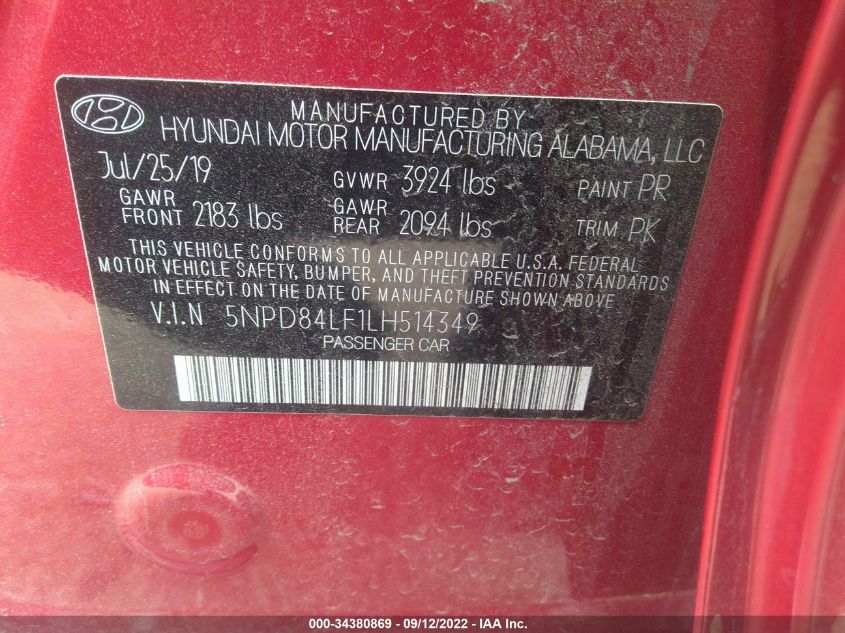 MANUFACTURED BY
HYUNDAI MOTOR MANUFACTURING ALABAMA, LLC
Jul/25/19 GVWR 3924 lbs PAINT PR
GAWR FRONT 2183 lbs GAWR REAR 2094 lbs TRIM PK
THIS VEHICLE CONFORMS TO ALL APPLICABLE U.S.A. FEDERAL
MOTOR VEHICLE SAFETY, BUMPER, AND THEFT PREVENTION STANDARDS
IN EFFECT ON THE DATE OF MANUFACTURE SHOWN ABOVE
V.I.N 5NPD84LF1LH514349
PASSENGER CAR
000-34380869 - 09/12/2022 - IAA Inc.